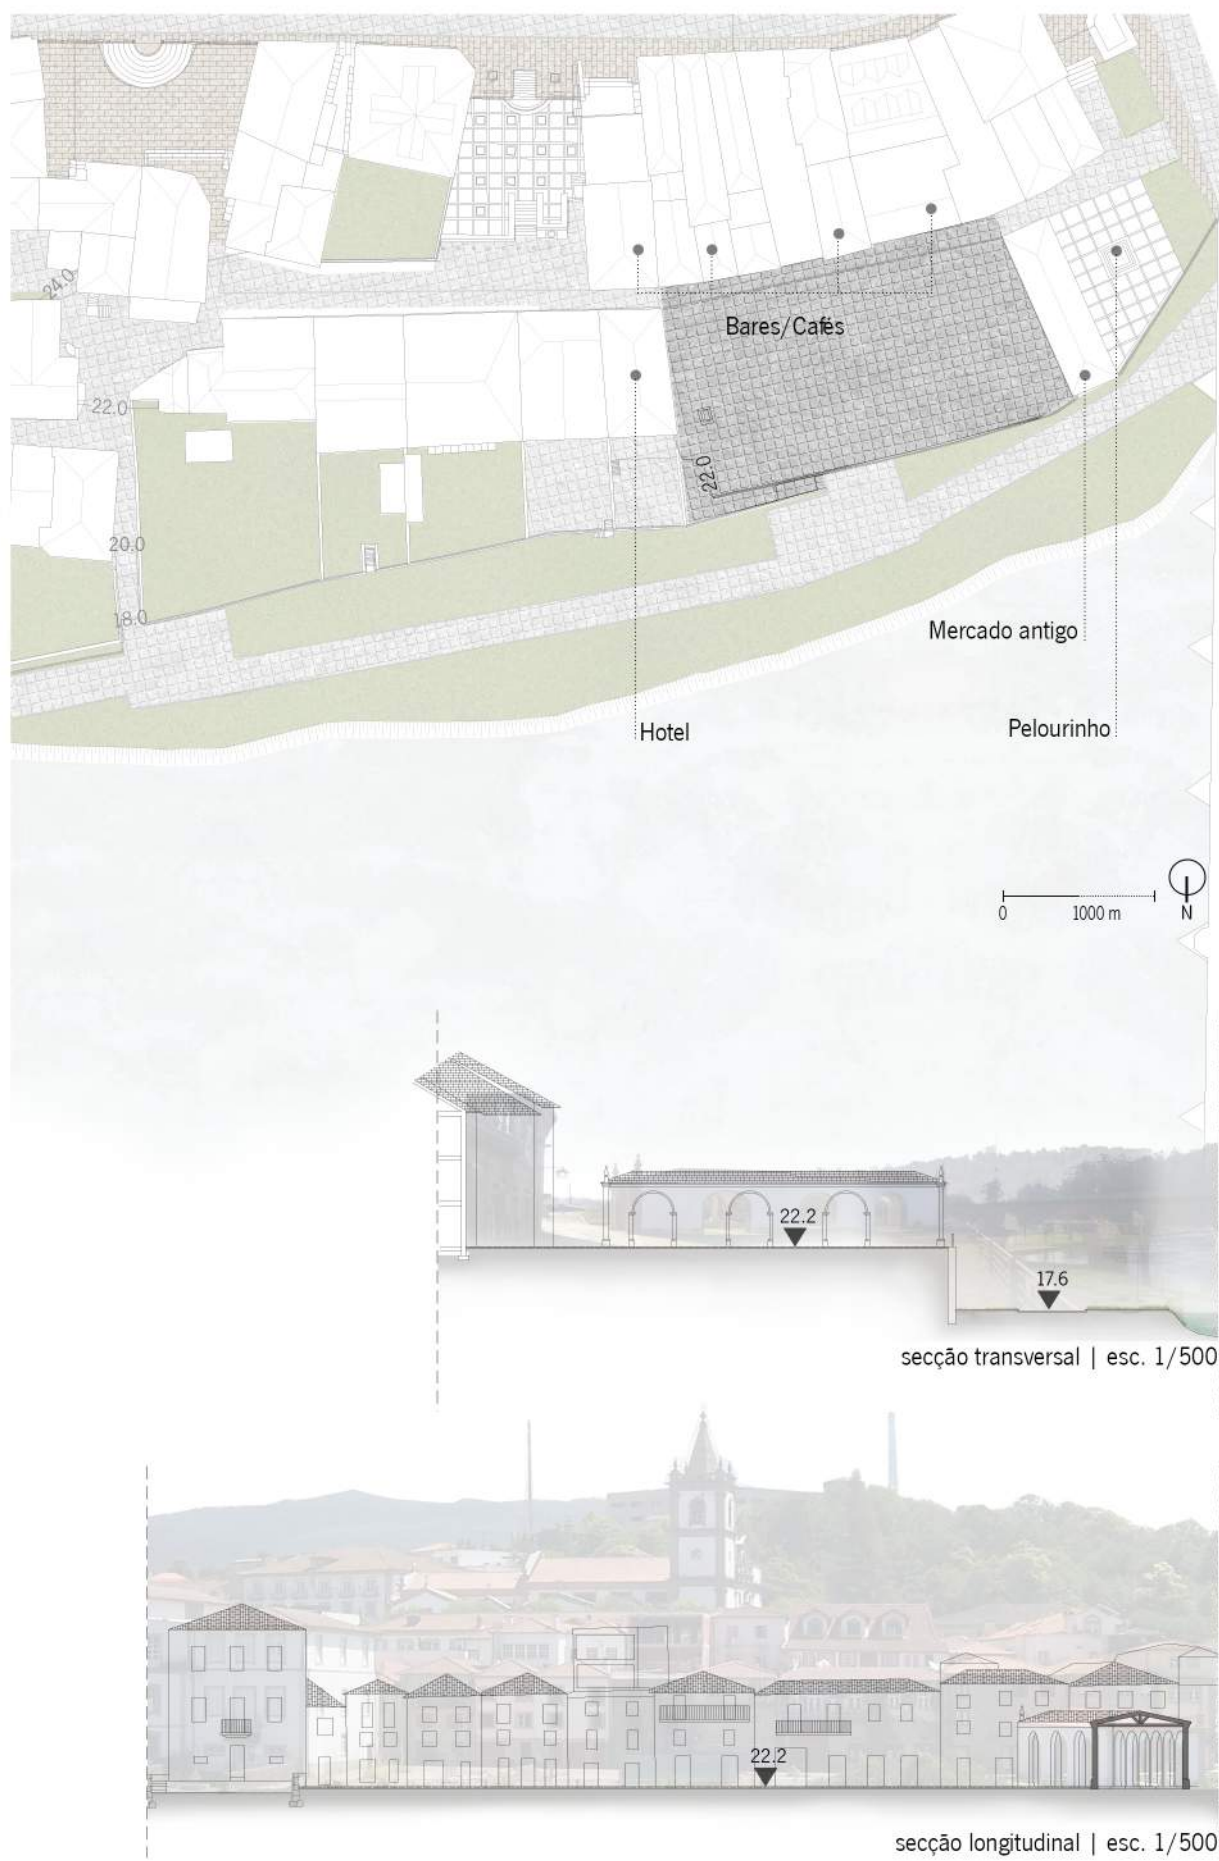 24.0
Bares/Cafés
22.0
22.0
20.0
18.0
Mercado antigo
Hotel
Pelourinho
0 1000 m N
22.2
17.6
secção transversal | esc. 1/500
22.2
secção longitudinal | esc. 1/500